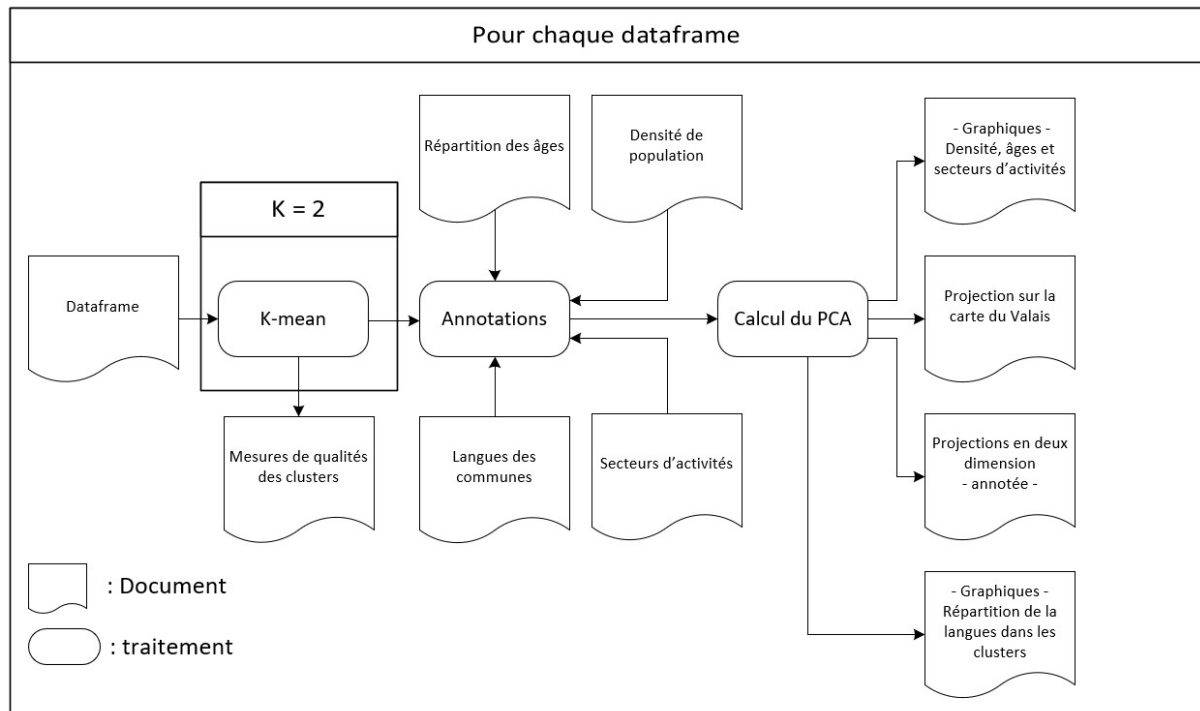 Pour chaque dataframe
Répartition des âges
Densité de
population
- Graphiques -
Densité, âges et
secteurs d'activités
K = 2
Dataframe
K-mean
Annotations
Calcul du PCA
Projection sur la
carte du Valais
Mesures de qualités
des clusters
Langues des
communes
Secteurs d'activités
Projections en deux
dimension
- annotée -
: Document
: traitement
- Graphiques -
Répartition de la
langues dans les
clusters